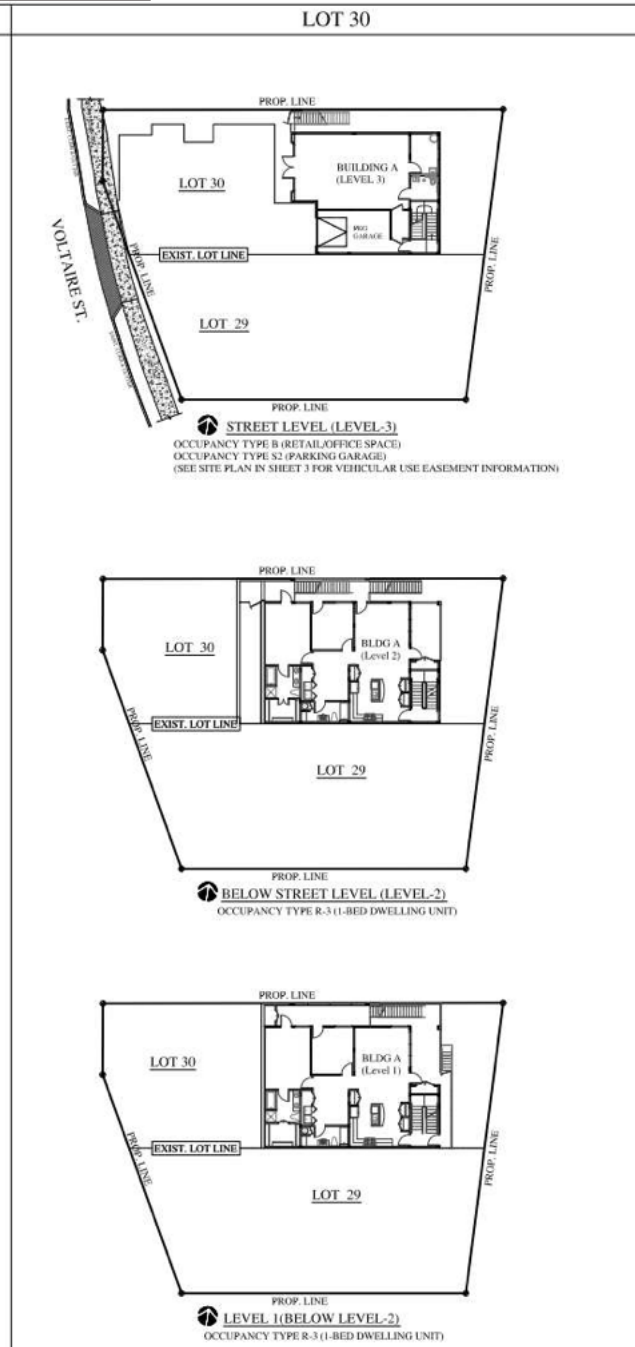 LOT 30
PROP. LINE
BUILDING A
(LEVEL 3)
LOT 30
GARAGE
VOLTAIRE ST.
PROP. LINE
EXIST. LOT LINE
PROP. LINE
LOT 29
PROP. LINE
STREET LEVEL (LEVEL-3)
OCCUPANCY TYPE B (RETAIL/OFFICE SPACE)
OCCUPANCY TYPE S2 (PARKING GARAGE)
(SEE SITE PLAN IN SHEET 3 FOR VEHICULAR USE EASEMENT INFORMATION)
PROP. LINE
LOT 30
BLDG A
(Level 2)
PROP. LINE
EXIST. LOT LINE
PROP. LINE
LOT 29
PROP. LINE
BELOW STREET LEVEL (LEVEL-2)
OCCUPANCY TYPE R-3 (1-BED DWELLING UNIT)
PROP. LINE
LOT 30
BLDG A
(Level 1)
PROP. LINE
EXIST. LOT LINE
PROP. LINE
LOT 29
PROP. LINE
LEVEL 1(BELOW LEVEL-2)
OCCUPANCY TYPE R-3 (1-BED DWELLING UNIT)